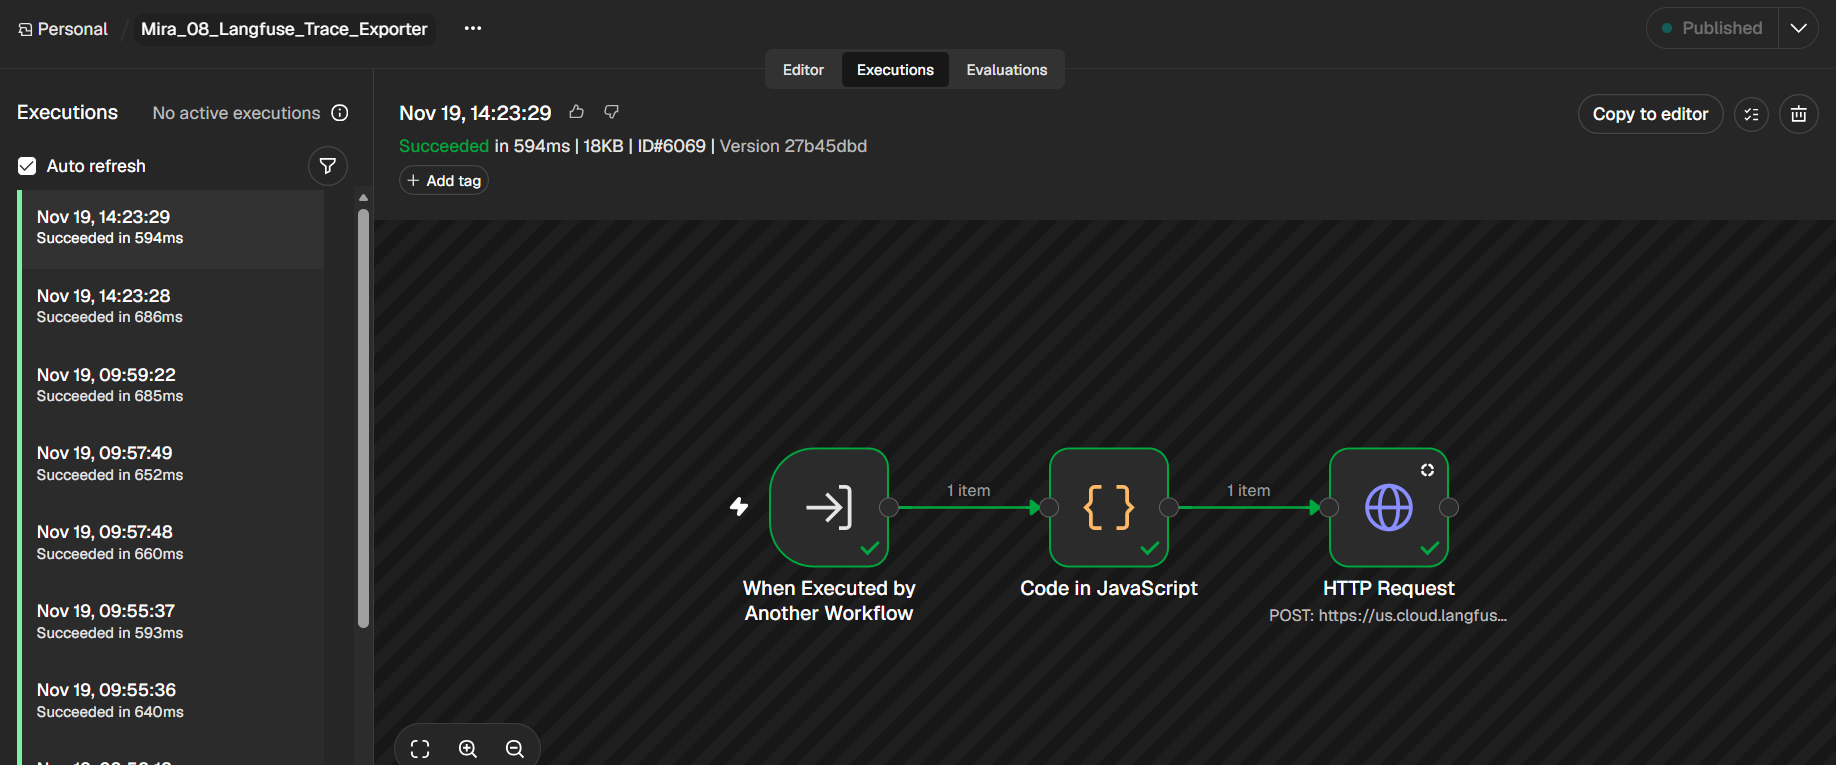 Personal / Mira_08_Langfuse_Trace_Exporter ...
Published
Editor Executions Evaluations
Executions No active executions
Auto refresh
Nov 19, 14:23:29
Succeeded in 594ms
Nov 19, 14:23:28
Succeeded in 686ms
Nov 19, 09:59:22
Succeeded in 685ms
Nov 19, 09:57:49
Succeeded in 652ms
Nov 19, 09:57:48
Succeeded in 660ms
Nov 19, 09:55:37
Succeeded in 593ms
Nov 19, 09:55:36
Succeeded in 640ms
Nov 19, 14:23:29
Succeeded in 594ms | 18KB | ID#6069 | Version 27b45dbd
+ Add tag
Copy to editor
1 item
1 item
When Executed by
Another Workflow
Code in JavaScript
HTTP Request
POST: https://us.cloud.langfus...